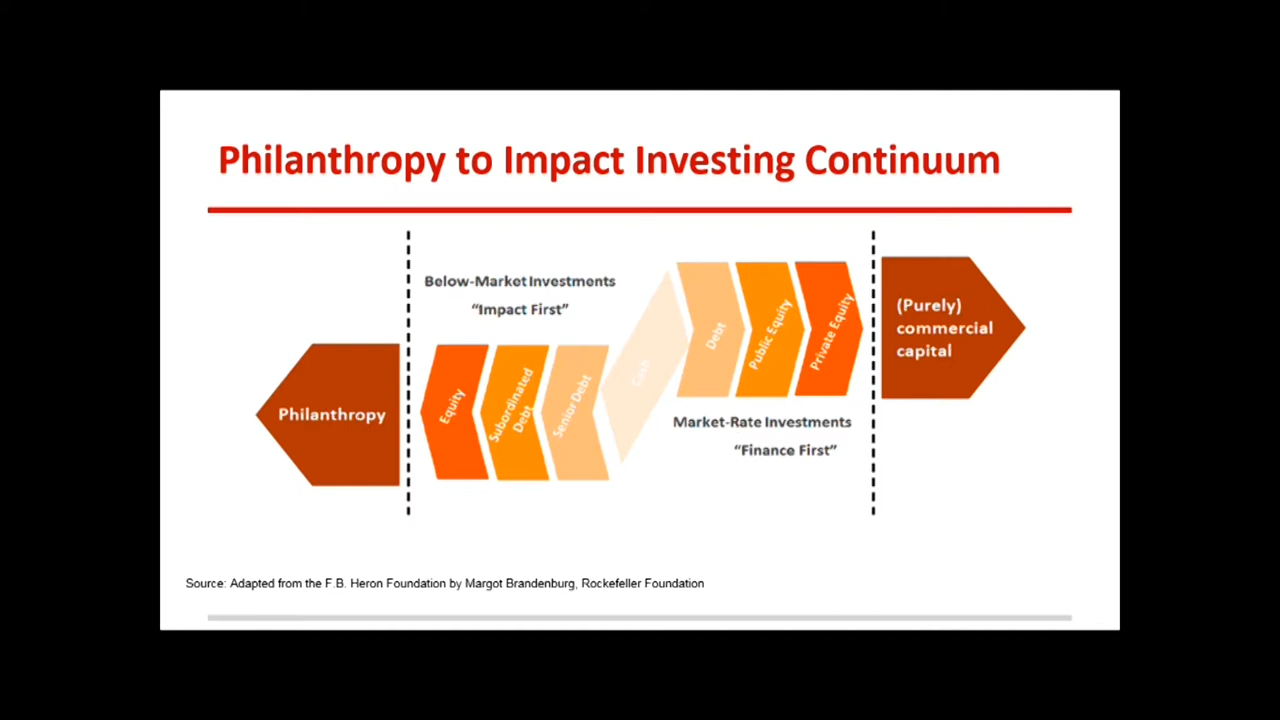 Philanthropy to Impact Investing Continuum
Below-Market Investments
“Impact First”
Philanthropy
Equity
Subordinated
Debt
Senior Debt
Cash
Debt
Public Equity
Private Equity
Market-Rate Investments
“Finance First”
(Purely)
commercial
capital
Source: Adapted from the F.B. Heron Foundation by Margot Brandenburg, Rockefeller Foundation